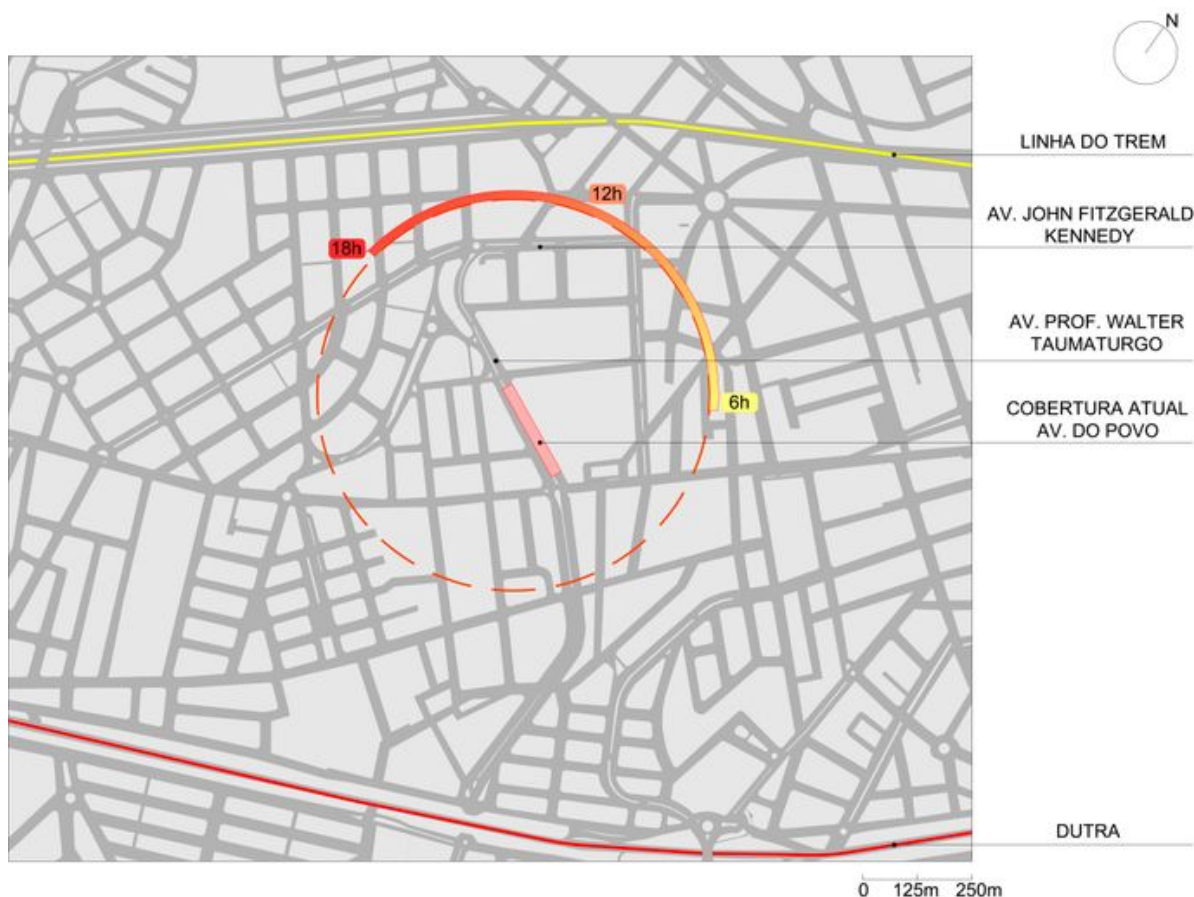 N
LINHA DO TREM
12h
AV. JOHN FITZGERALD
KENNEDY
18h
AV. PROF. WALTER
TAUMATURGO
6h
COBERTURA ATUAL
AV. DO POVO
DUTRA
0 125m 250m